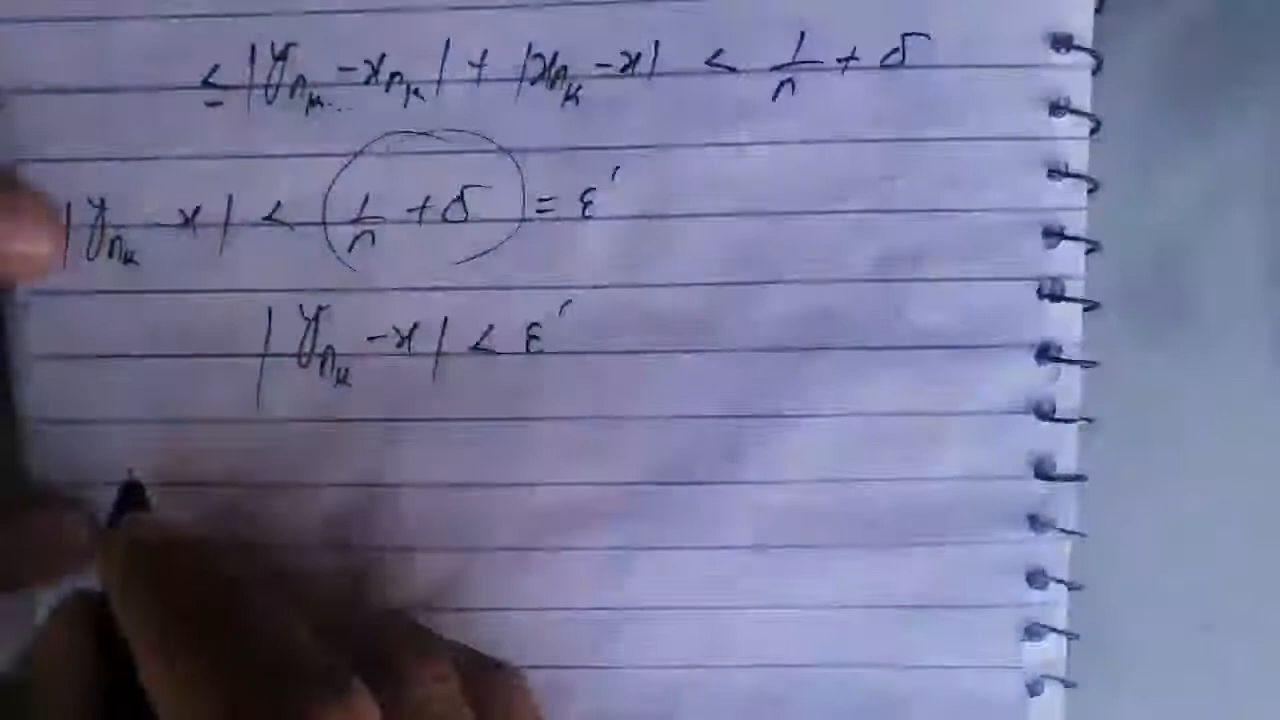 ≤ |y_{n_k} - x_{n_k}| + |x_{n_k} - x| < 1/n + δ
|y_{n_k} - x| < 1/n + δ = ε'
|y_{n_k} - x| < ε'